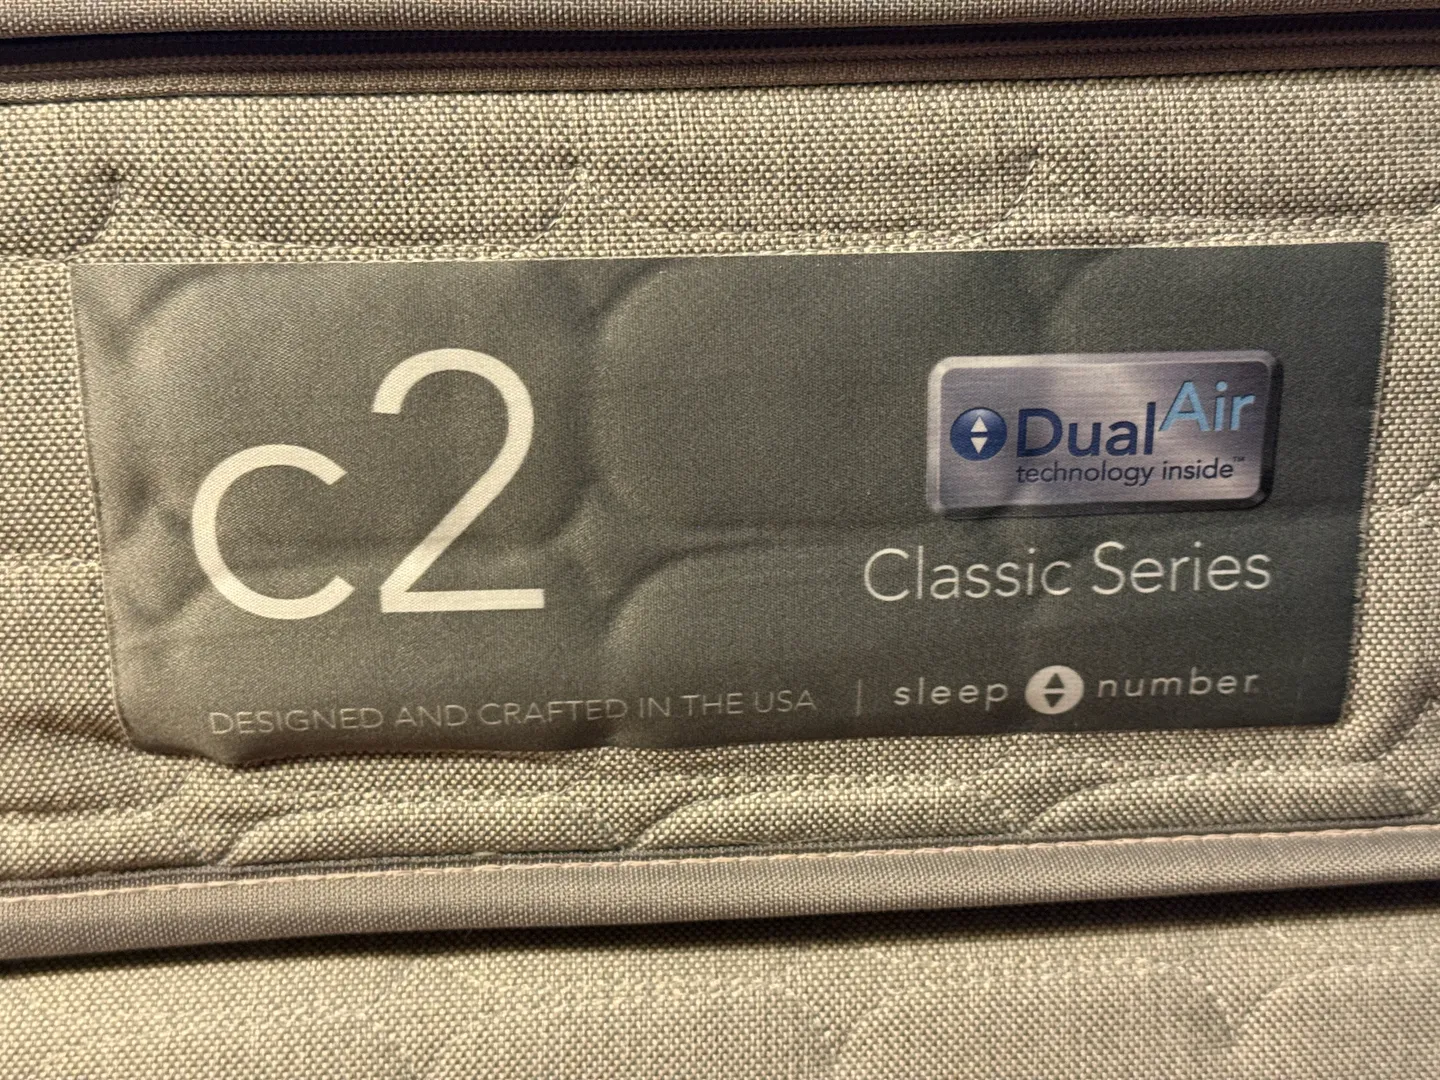 c2
DualAir
technology inside™
Classic Series
DESIGNED AND CRAFTED IN THE USA | sleep number